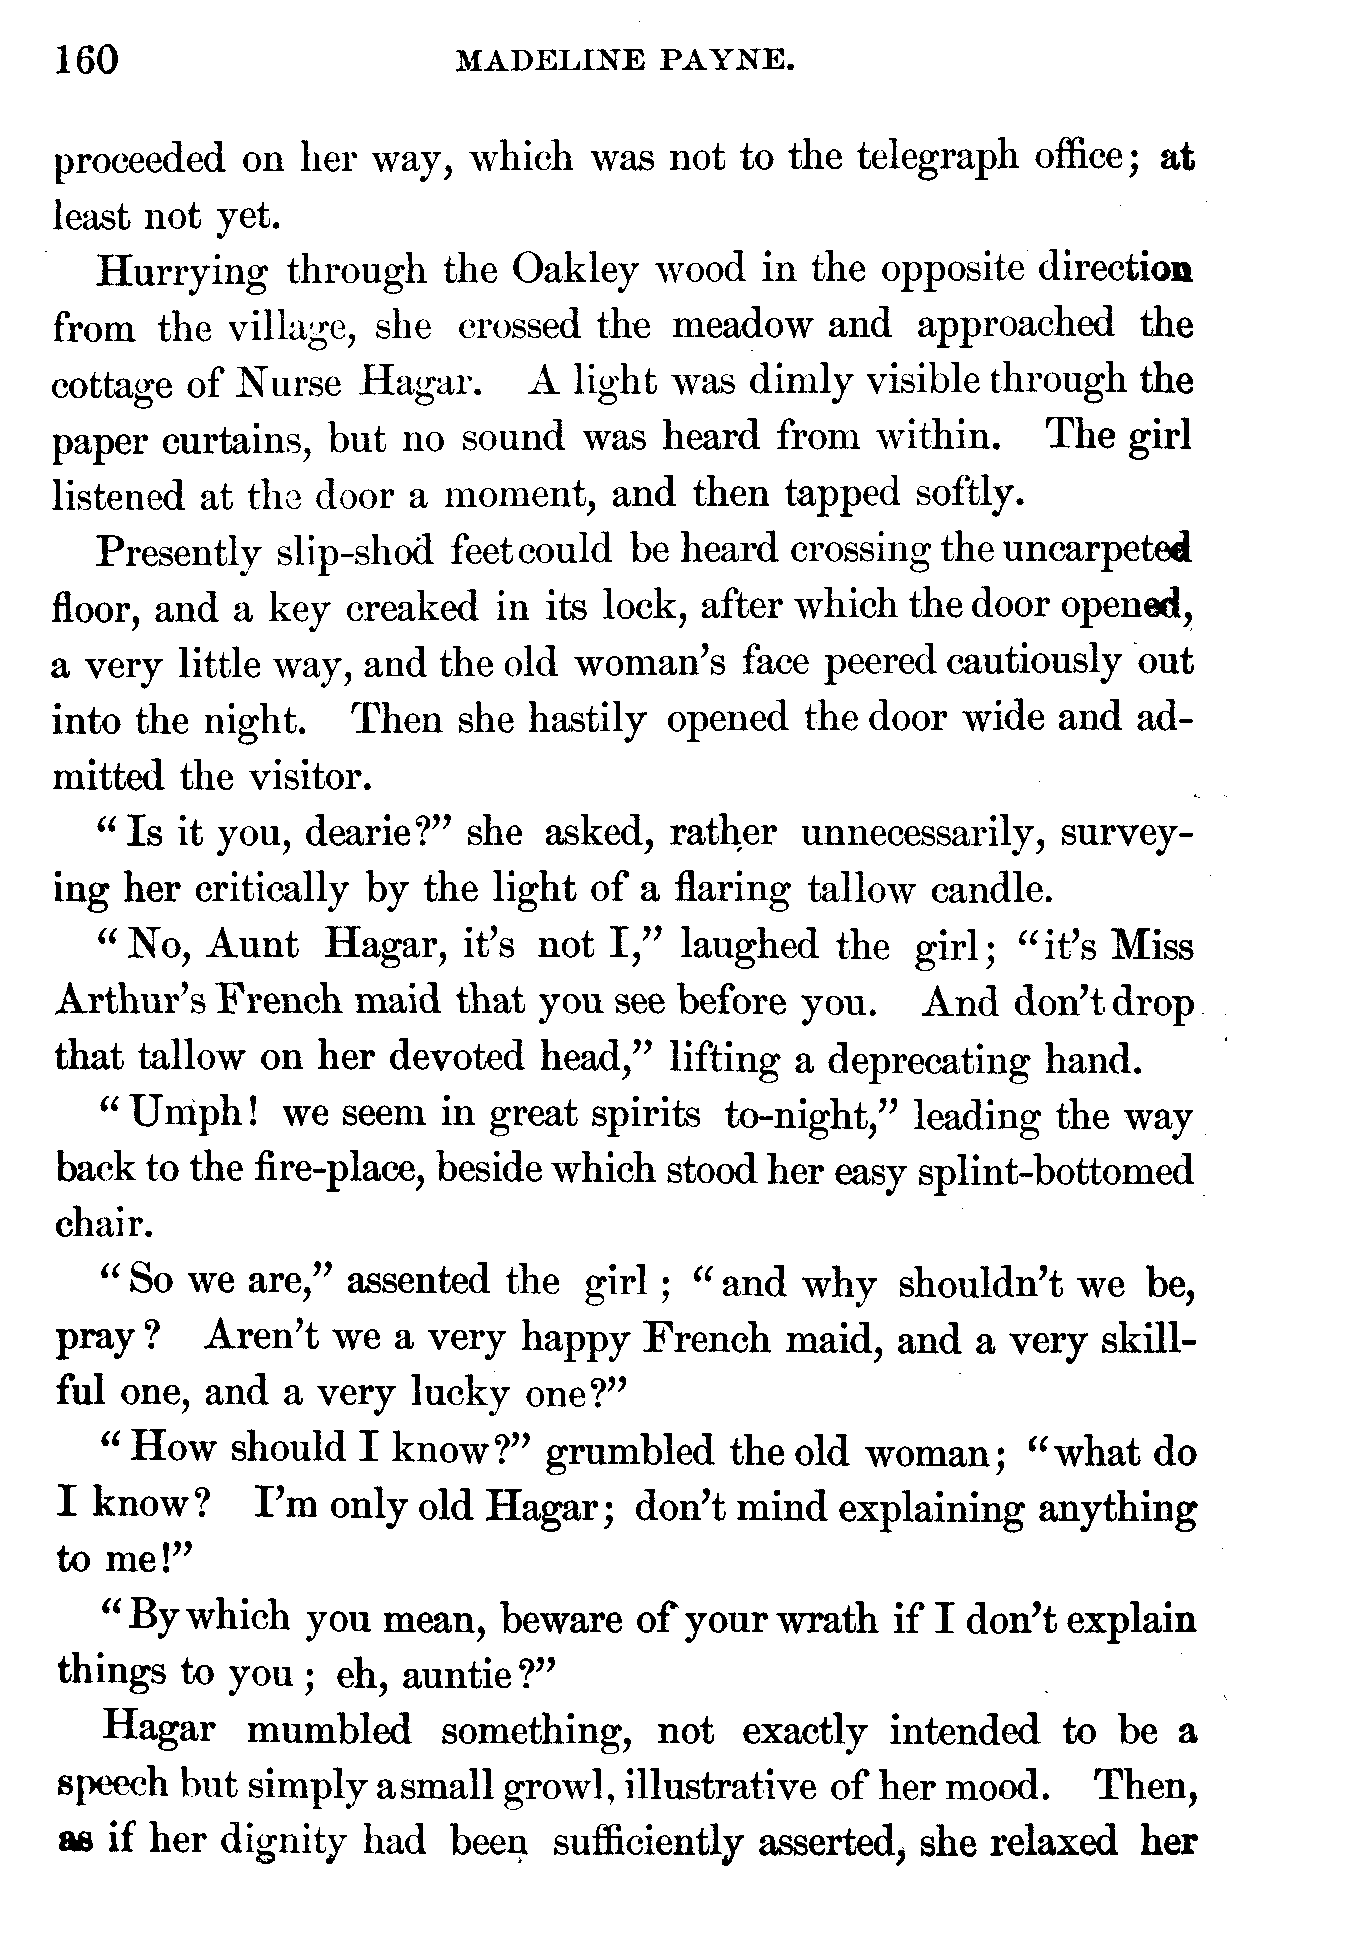 160 MADELINE PAYNE.
proceeded on her way, which was not to the telegraph office; at
least not yet.
Hurrying through the Oakley wood in the opposite direction
from the village, she crossed the meadow and approached the
cottage of Nurse Hagar. A light was dimly visible through the
paper curtains, but no sound was heard from within. The girl
listened at the door a moment, and then tapped softly.
Presently slip-shod feet could be heard crossing the uncarpeted
floor, and a key creaked in its lock, after which the door opened,
a very little way, and the old woman's face peered cautiously out
into the night. Then she hastily opened the door wide and ad-
mitted the visitor.
"Is it you, dearie?" she asked, rather unnecessarily, survey-
ing her critically by the light of a flaring tallow candle.
"No, Aunt Hagar, it's not I," laughed the girl; "it's Miss
Arthur's French maid that you see before you. And don't drop
that tallow on her devoted head," lifting a deprecating hand.
"Umph! we seem in great spirits to-night," leading the way
back to the fire-place, beside which stood her easy splint-bottomed
chair.
"So we are," assented the girl; "and why shouldn't we be,
pray? Aren't we a very happy French maid, and a very skill-
ful one, and a very lucky one?"
"How should I know?" grumbled the old woman; "what do
I know? I'm only old Hagar; don't mind explaining anything
to me!"
"By which you mean, beware of your wrath if I don't explain
things to you; eh, auntie?"
Hagar mumbled something, not exactly intended to be a
speech but simply a small growl, illustrative of her mood. Then,
as if her dignity had been sufficiently asserted, she relaxed her